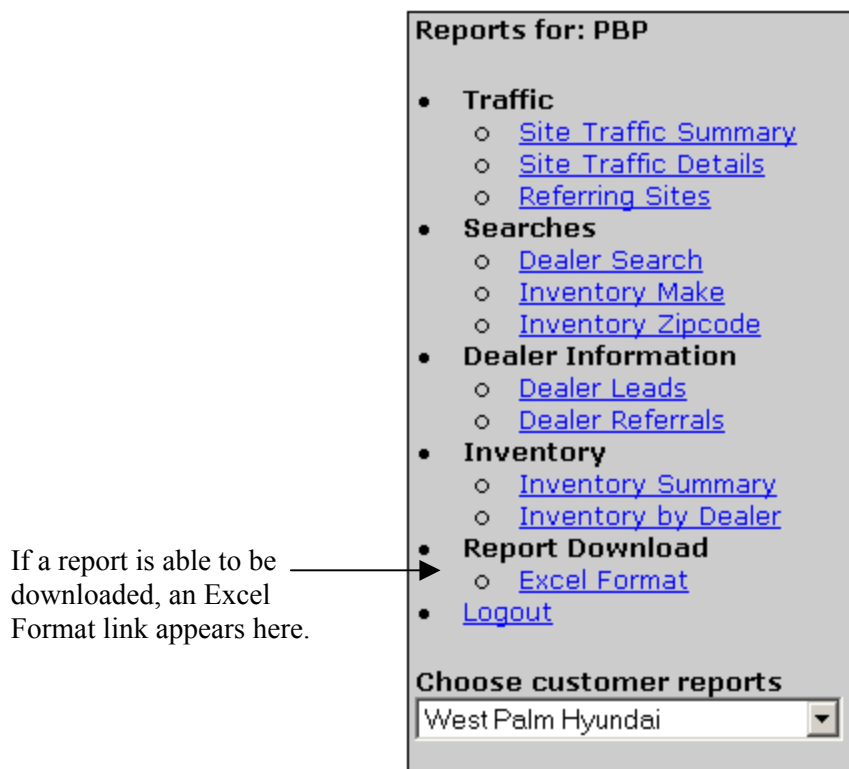 Reports for: PBP
Traffic
Site Traffic Summary
Site Traffic Details
Referring Sites
Searches
Dealer Search
Inventory Make
Inventory Zipcode
Dealer Information
Dealer Leads
Dealer Referrals
Inventory
Inventory Summary
Inventory by Dealer
Report Download
Excel Format
Logout
If a report is able to be
downloaded, an Excel
Format link appears here.
Choose customer reports
West Palm Hyundai